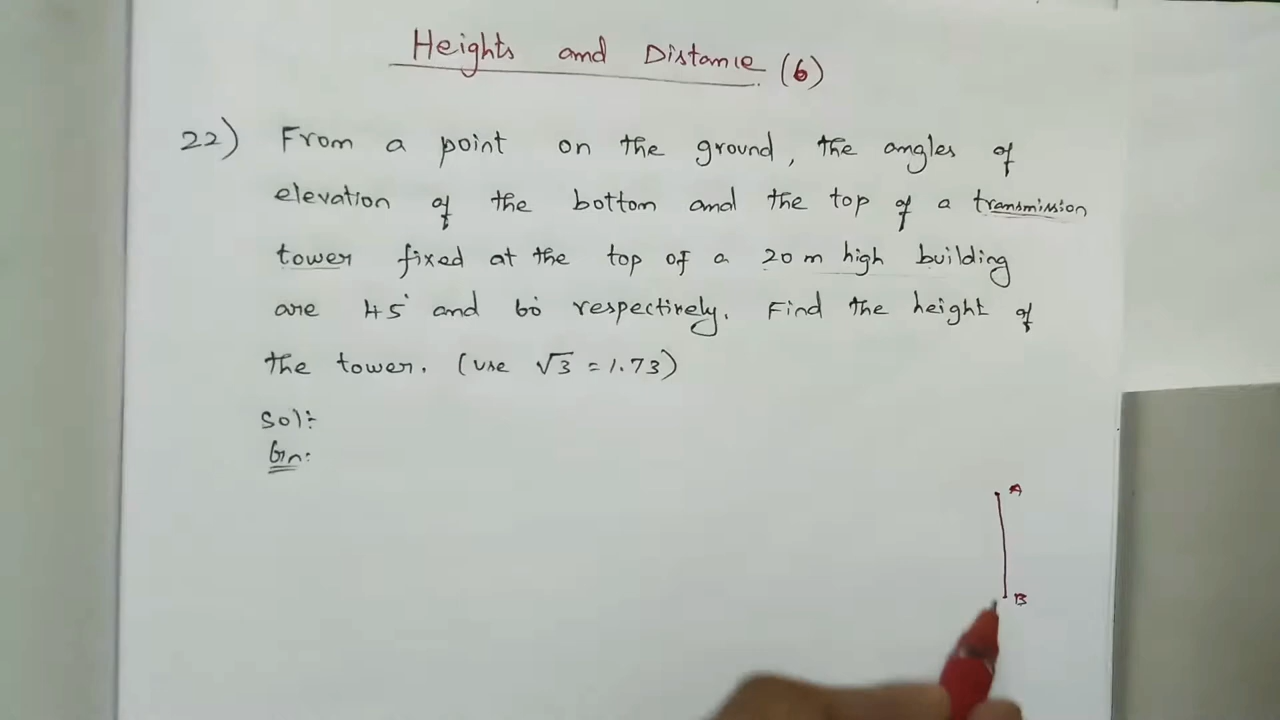 Heights and Distance (6)
22) From a point on the ground, the angles of
elevation of the bottom and the top of a transmission
tower fixed at the top of a 20 m high building
are 45° and 60° respectively. Find the height of
the tower. (use √3 = 1.73)
Sol:
Gn:
A
B